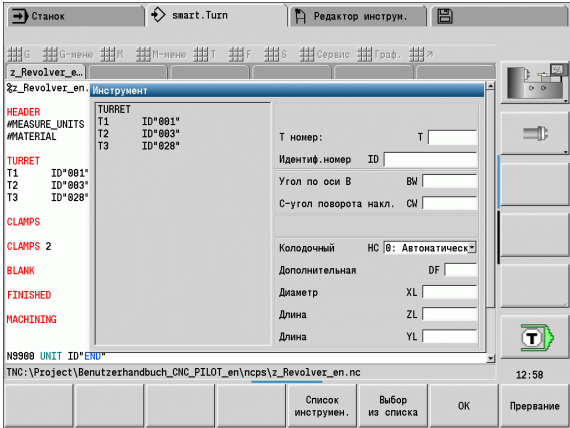 Станок
smart.Turn
Редактор инструм.
G G-меню M М-меню T F S Сервис Граф.
z_Revolver_e...
%z_Revolver_en.
HEADER
#MEASURE_UNITS
#MATERIAL
TURRET
T1 ID"001"
T2 ID"003"
T3 ID"028"
CLAMPS
CLAMPS 2
BLANK
FINISHED
MACHINING
N9900 UNIT ID"END"
Инструмент
TURRET
T1 ID"001"
T2 ID"003"
T3 ID"028"
Т номер: T
Идентиф.номер ID
Угол по оси B BW
C-угол поворота накл. CW
Колодочный HC 0: Автоматическ
Дополнительная DF
Диаметр XL
Длина ZL
Длина YL
T
TNC:\Project\Benutzerhandbuch_CNC_PILOT_en\ncps\z_Revolver_en.nc
12:58
Список инструмен.
Выбор из списка
ОК
Прервание